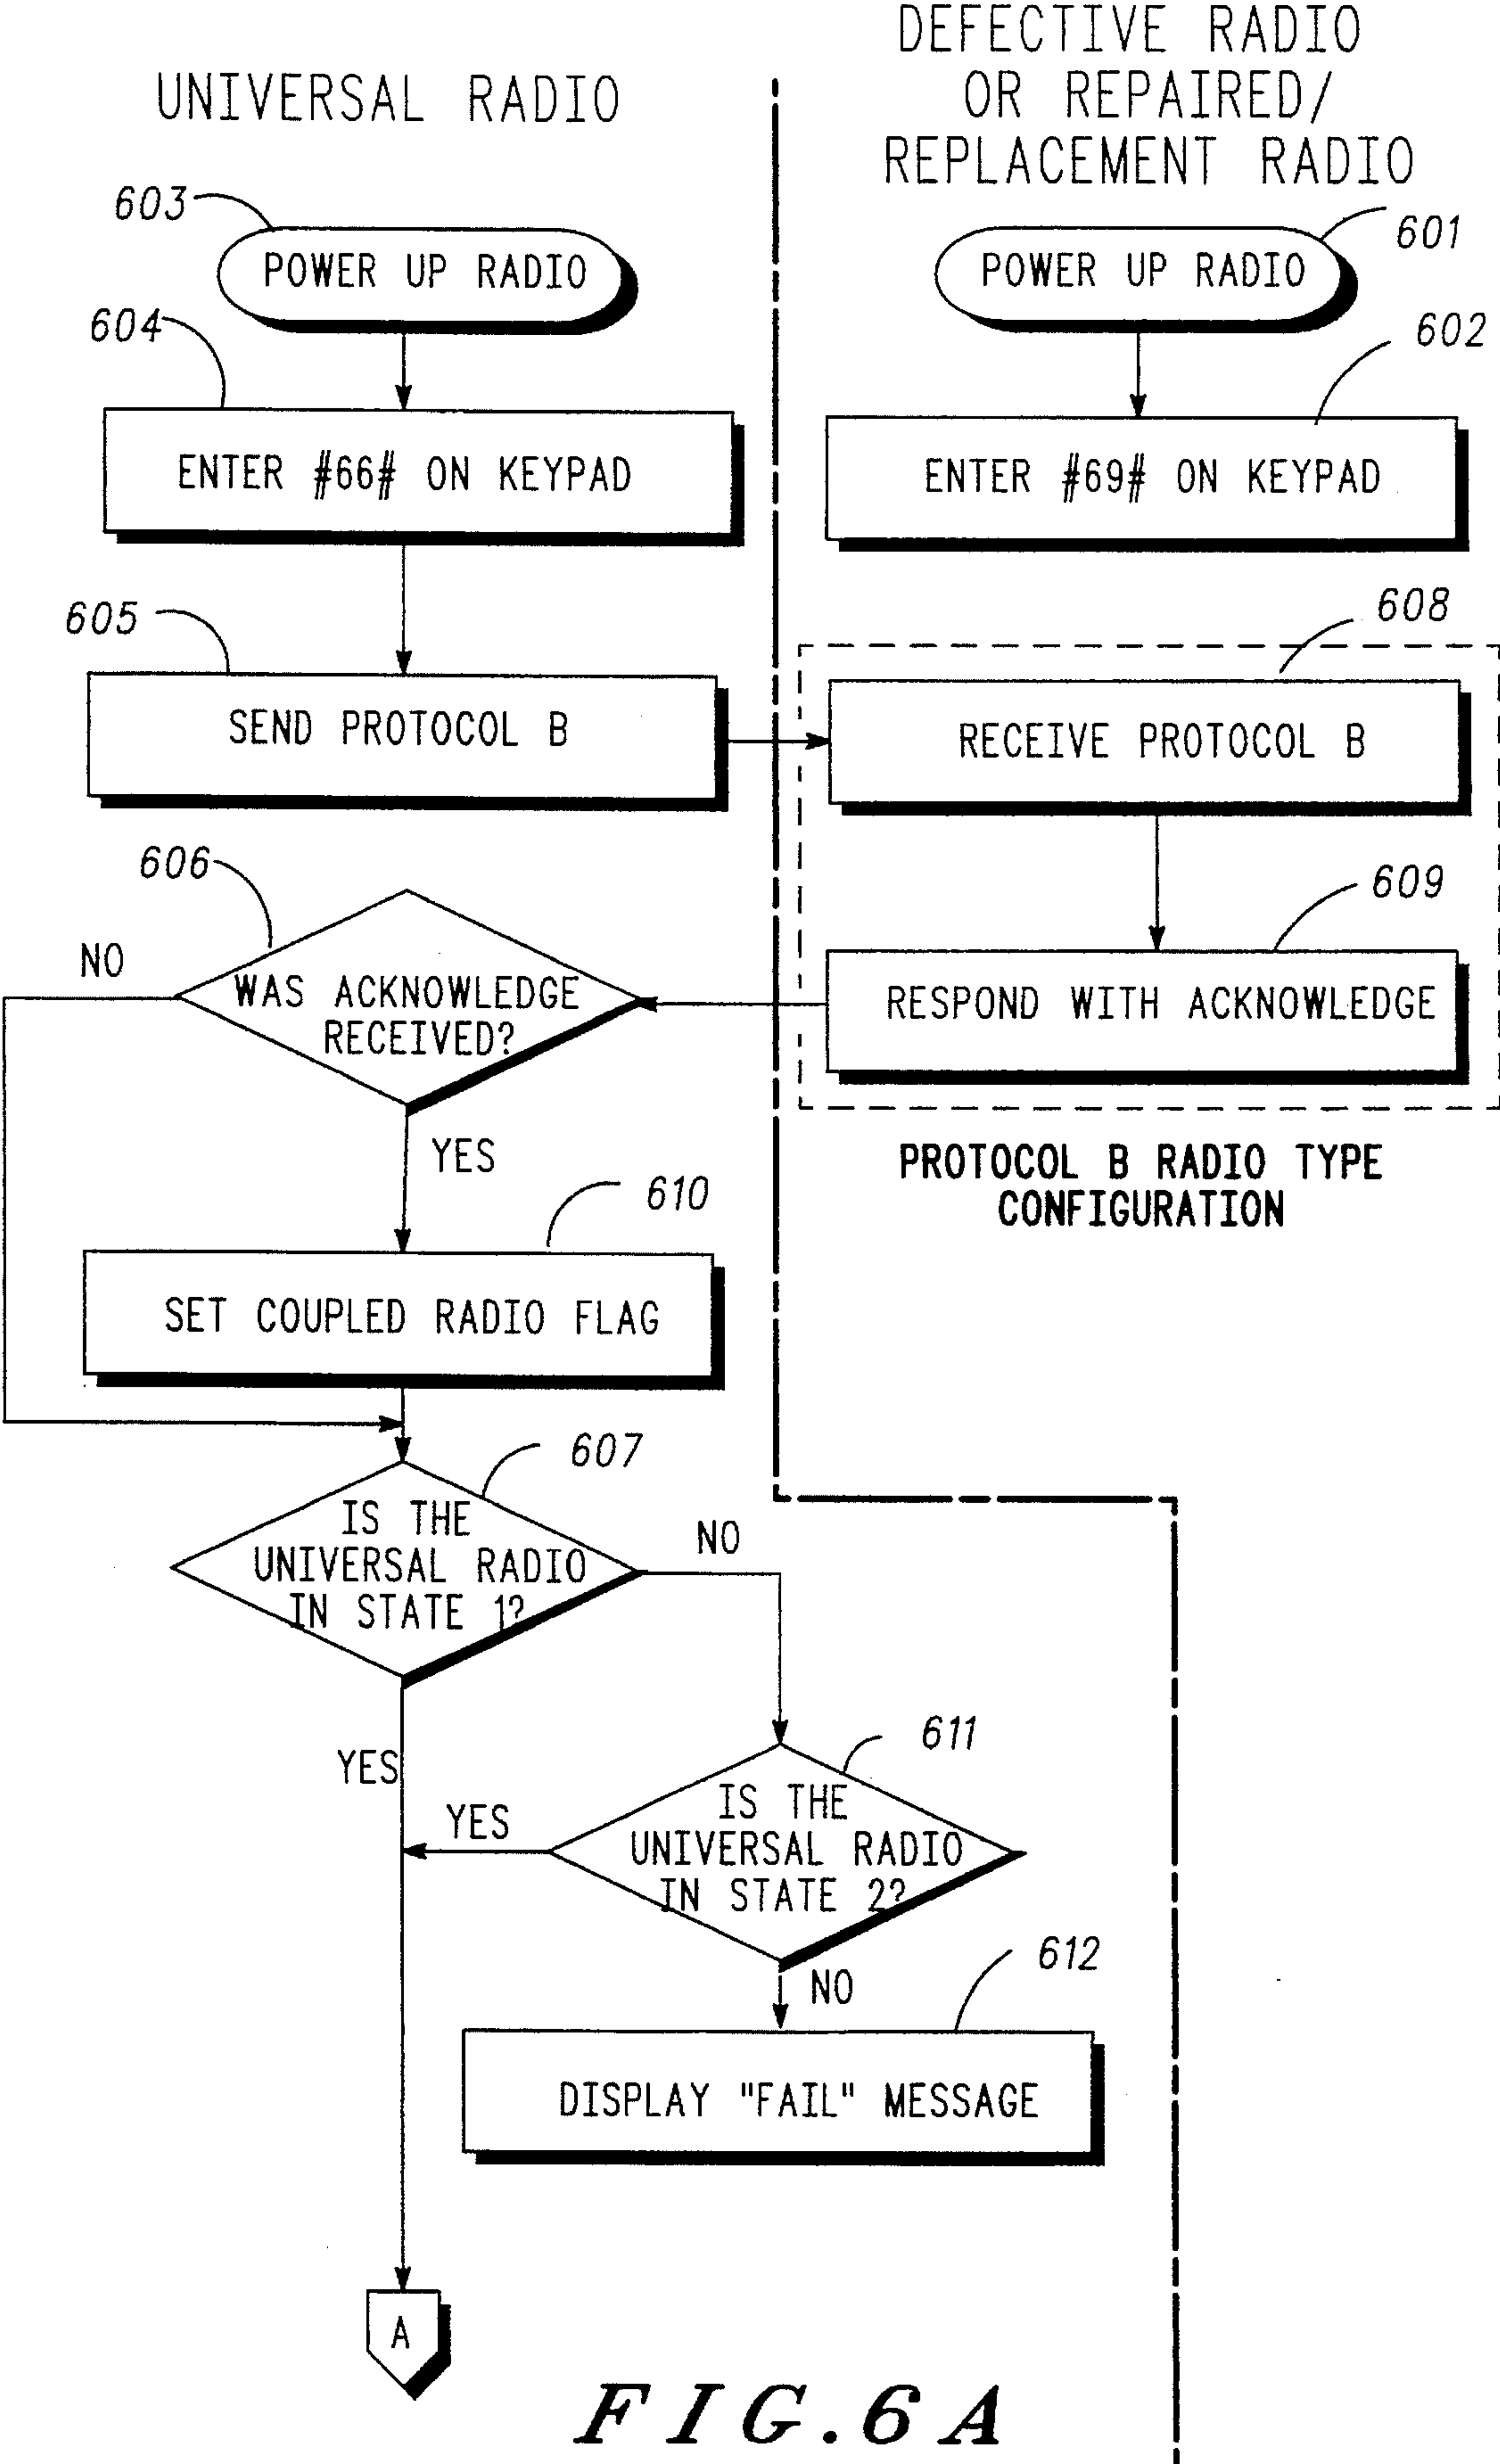 UNIVERSAL RADIO
DEFECTIVE RADIO
OR REPAIRED/
REPLACEMENT RADIO
603
POWER UP RADIO
601
POWER UP RADIO
604
ENTER #66# ON KEYPAD
602
ENTER #69# ON KEYPAD
605
SEND PROTOCOL B
608
RECEIVE PROTOCOL B
606
NO
WAS ACKNOWLEDGE
RECEIVED?
YES
609
RESPOND WITH ACKNOWLEDGE
PROTOCOL B RADIO TYPE
CONFIGURATION
610
SET COUPLED RADIO FLAG
607
IS THE
UNIVERSAL RADIO
IN STATE 1?
NO
YES
611
IS THE
UNIVERSAL RADIO
IN STATE 2?
YES
NO
612
DISPLAY "FAIL" MESSAGE
A
FIG.6A